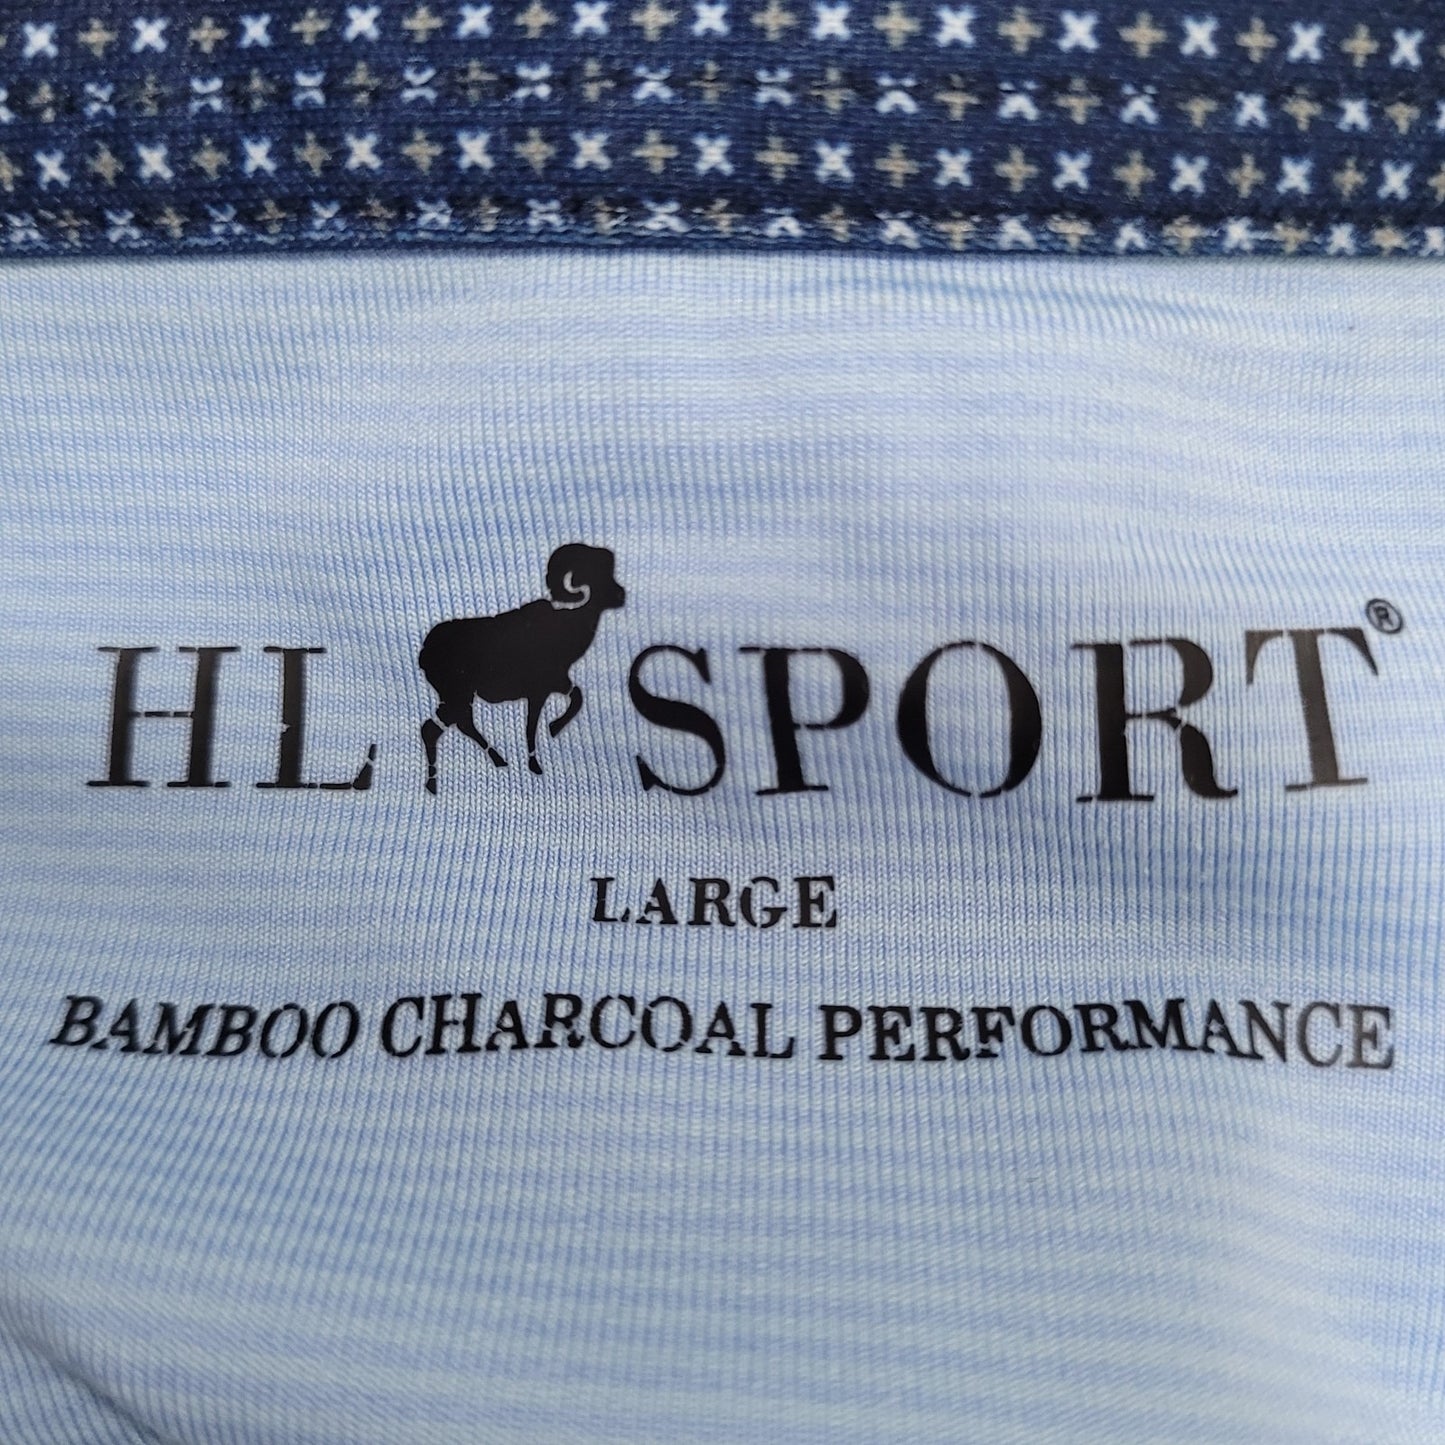 HL SPORT®
LARGE
BAMBOO CHARCOAL PERFORMANCE